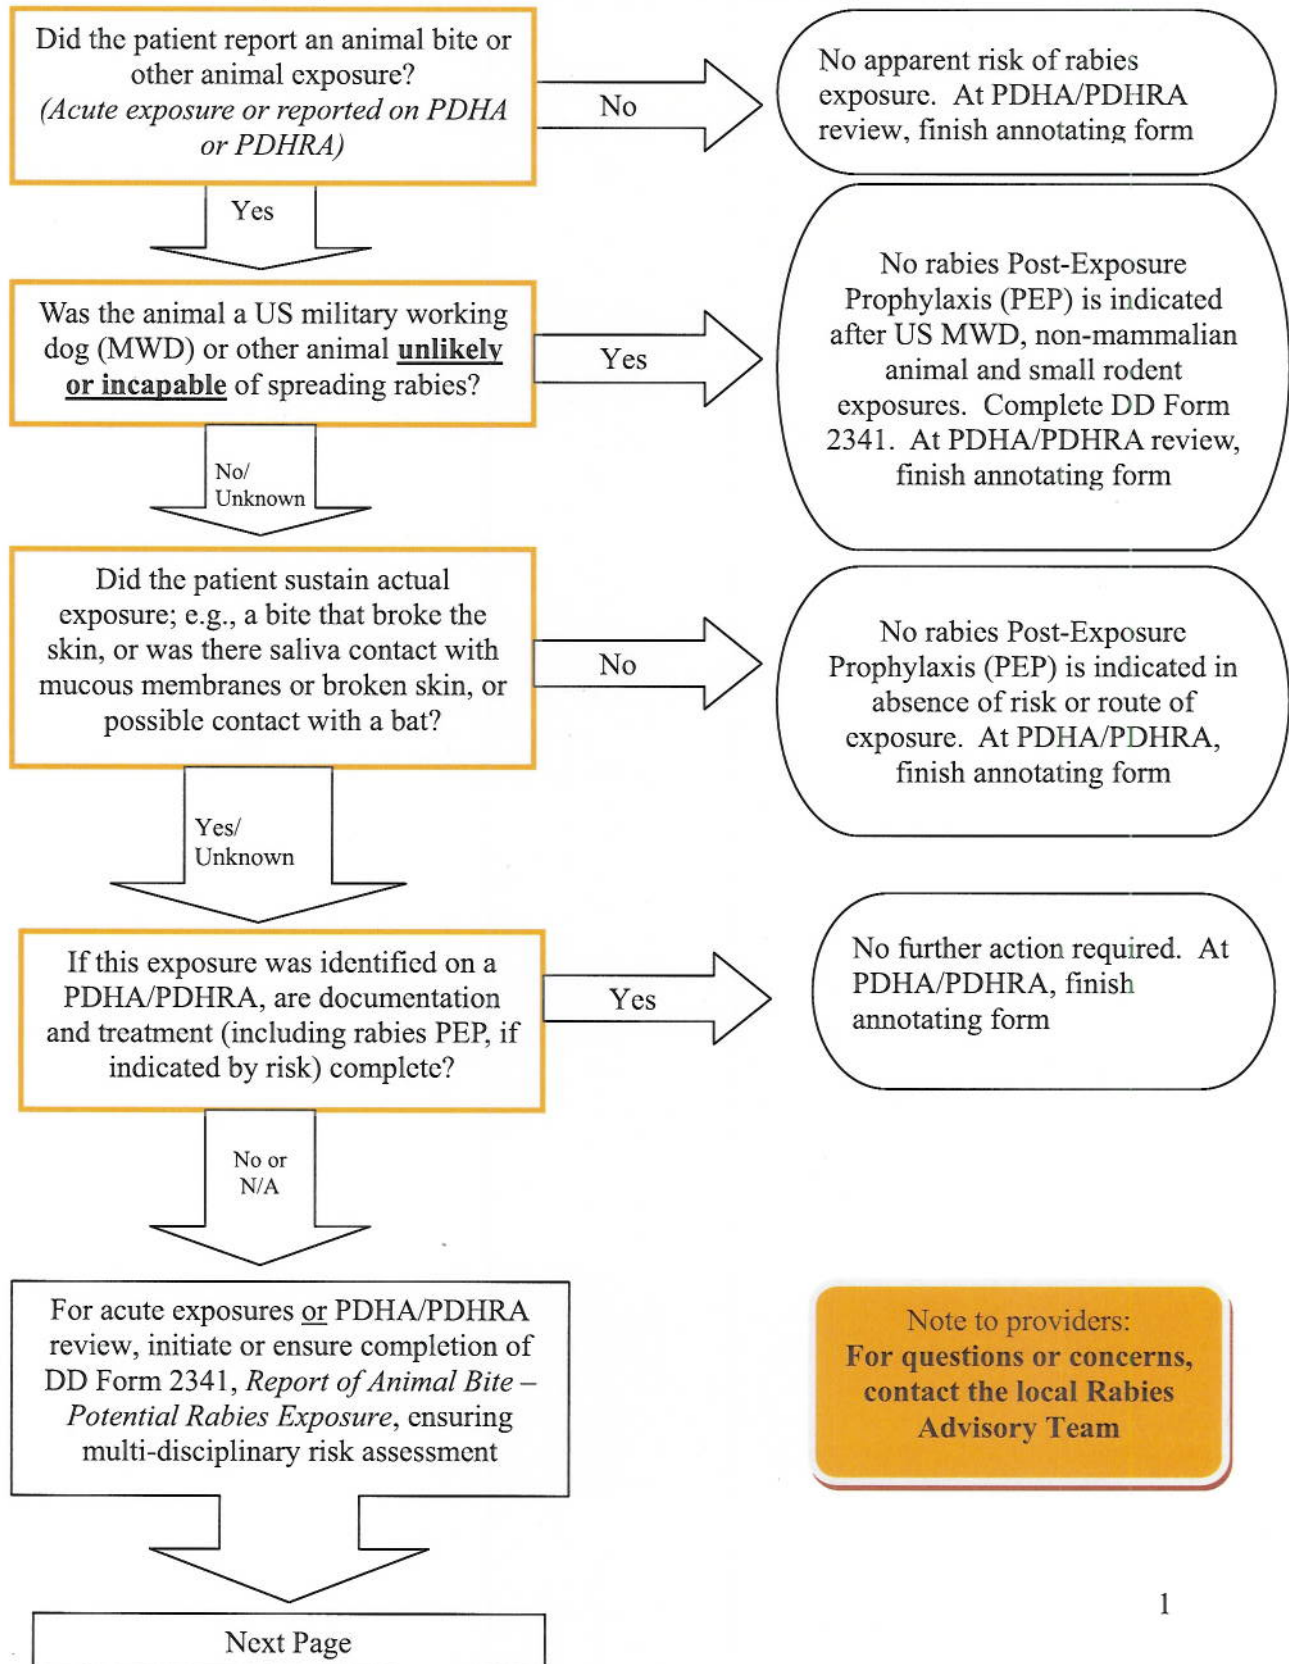 Did the patient report an animal bite or
other animal exposure?
(Acute exposure or reported on PDHA
or PDHRA)
No
No apparent risk of rabies
exposure. At PDHA/PDHRA
review, finish annotating form
Yes
Was the animal a US military working
dog (MWD) or other animal unlikely
or incapable of spreading rabies?
Yes
No rabies Post-Exposure
Prophylaxis (PEP) is indicated
after US MWD, non-mammalian
animal and small rodent
exposures. Complete DD Form
2341. At PDHA/PDHRA review,
finish annotating form
No/
Unknown
Did the patient sustain actual
exposure; e.g., a bite that broke the
skin, or was there saliva contact with
mucous membranes or broken skin, or
possible contact with a bat?
No
No rabies Post-Exposure
Prophylaxis (PEP) is indicated in
absence of risk or route of
exposure. At PDHA/PDHRA,
finish annotating form
Yes/
Unknown
If this exposure was identified on a
PDHA/PDHRA, are documentation
and treatment (including rabies PEP, if
indicated by risk) complete?
Yes
No further action required. At
PDHA/PDHRA, finish
annotating form
No or
N/A
For acute exposures or PDHA/PDHRA
review, initiate or ensure completion of
DD Form 2341, Report of Animal Bite –
Potential Rabies Exposure, ensuring
multi-disciplinary risk assessment
Note to providers:
For questions or concerns,
contact the local Rabies
Advisory Team
Next Page
1